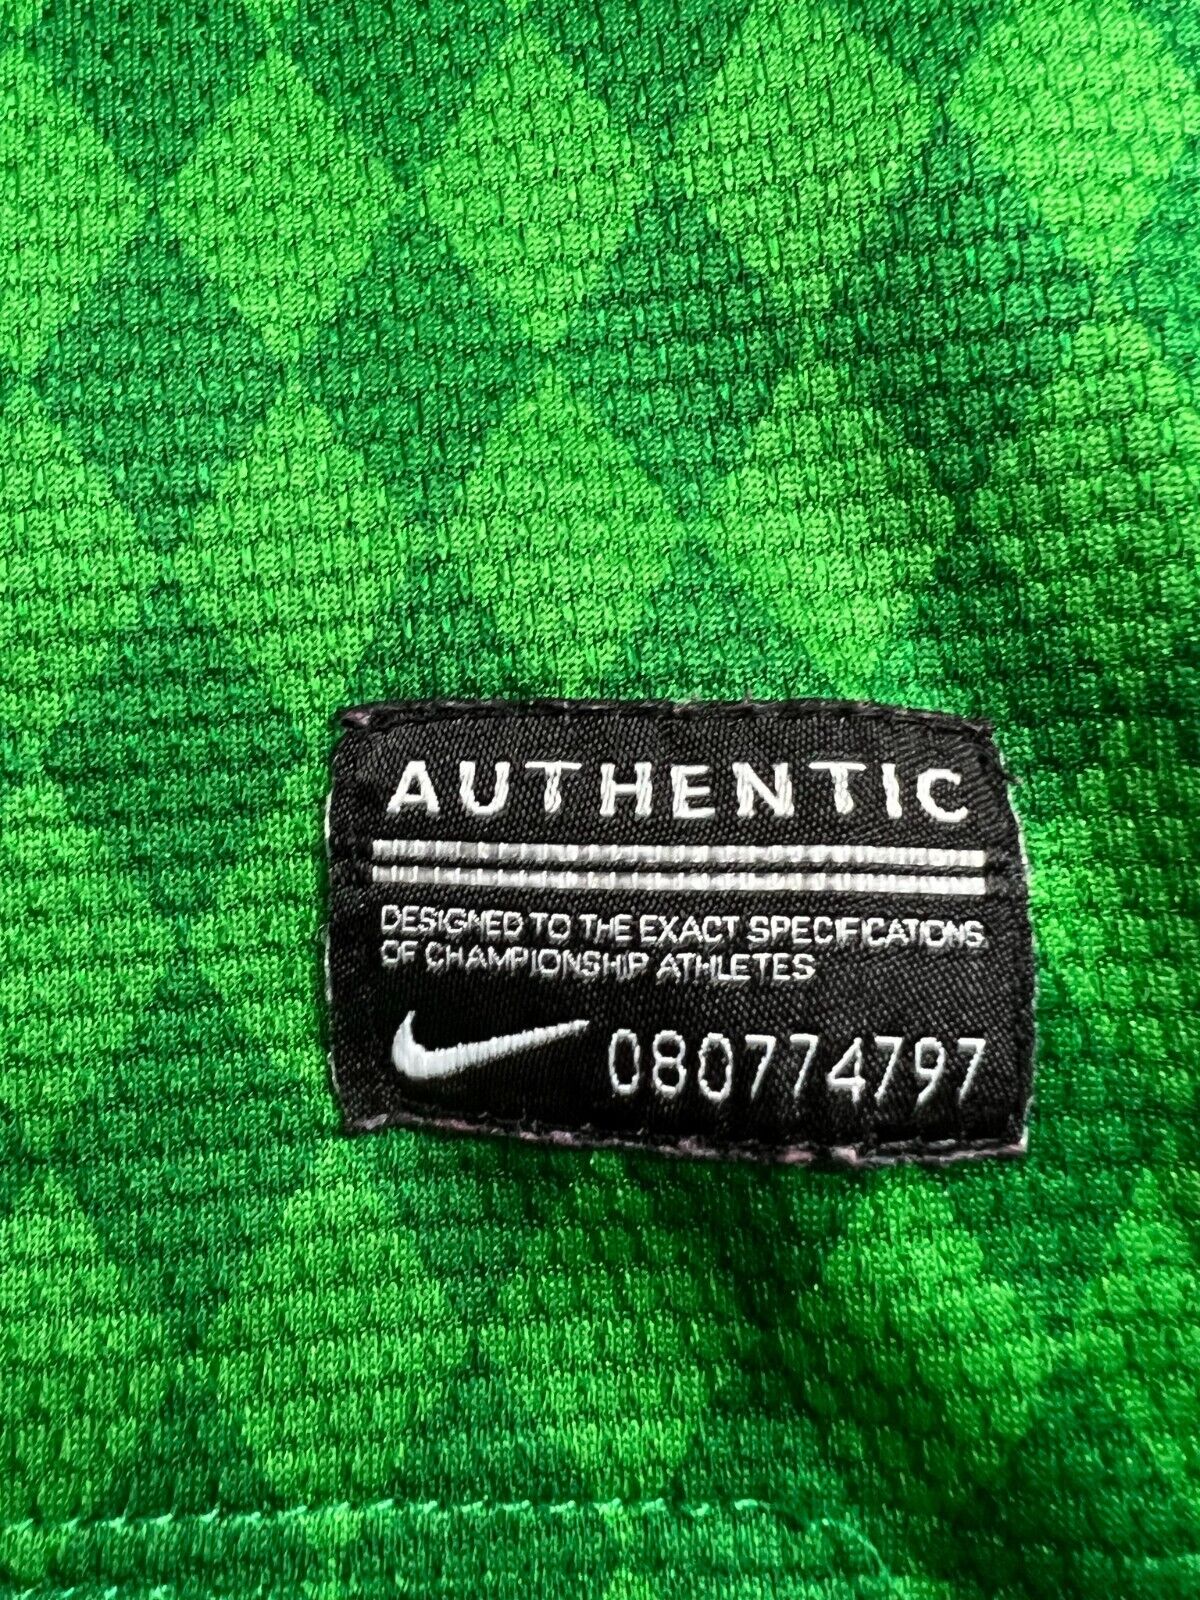 AUTHENTIC
DESIGNED TO THE EXACT SPECIFICATIONS
OF CHAMPIONSHIP ATHLETES
080774797